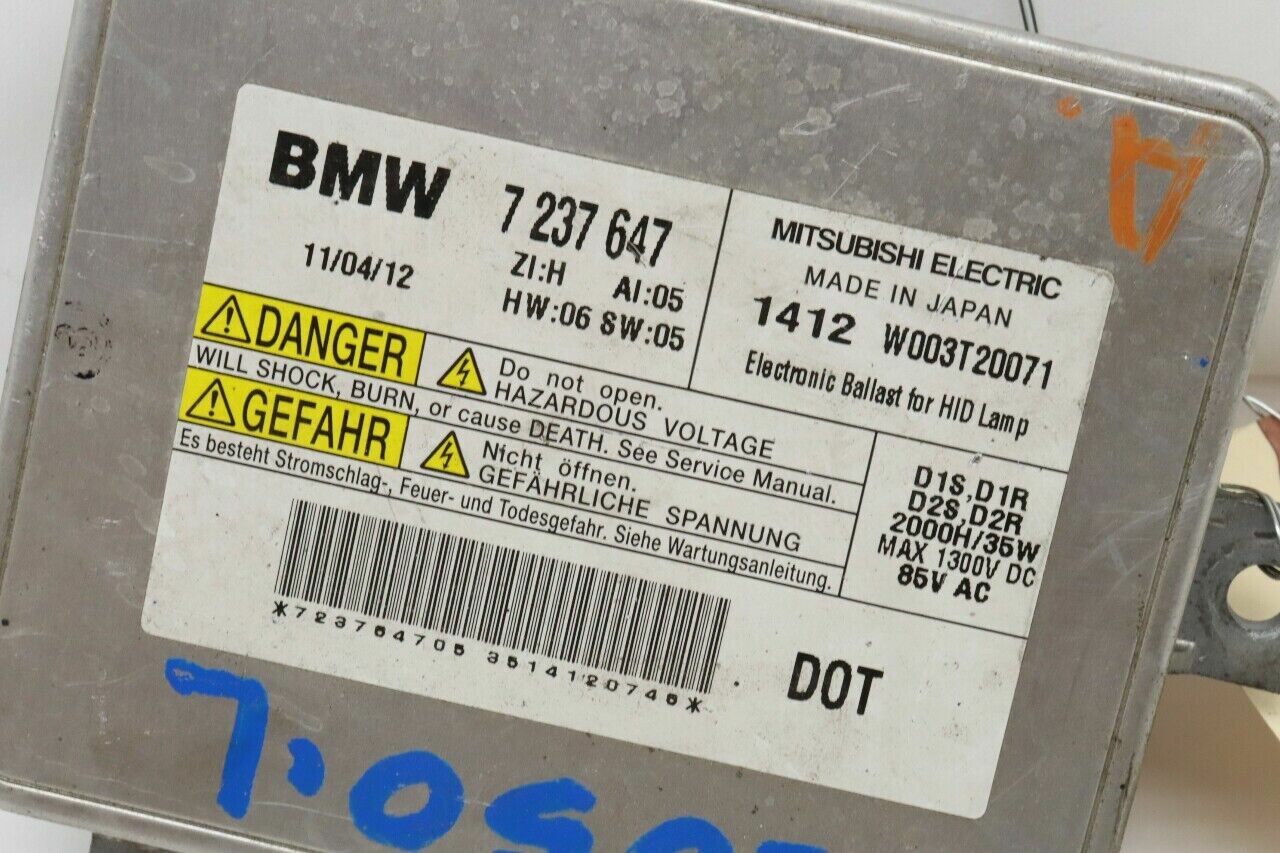 BMW 7 237 647
11/04/12 ZI:H AI:05
HW:06 SW:05
MITSUBISHI ELECTRIC
MADE IN JAPAN
1412 W003T20071
Electronic Ballast for HID Lamp
DANGER
Do not open.
HAZARDOUS VOLTAGE
WILL SHOCK, BURN, or cause DEATH. See Service Manual.
GEFAHR
Nicht öffnen.
GEFÄHRLICHE SPANNUNG
Es besteht Stromschlag-, Feuer- und Todesgefahr. Siehe Wartungsanleitung.
D1S,D1R
D2S,D2R
2000H/35W
MAX 1300V DC
85V AC
*723764705 3514120745*
DOT